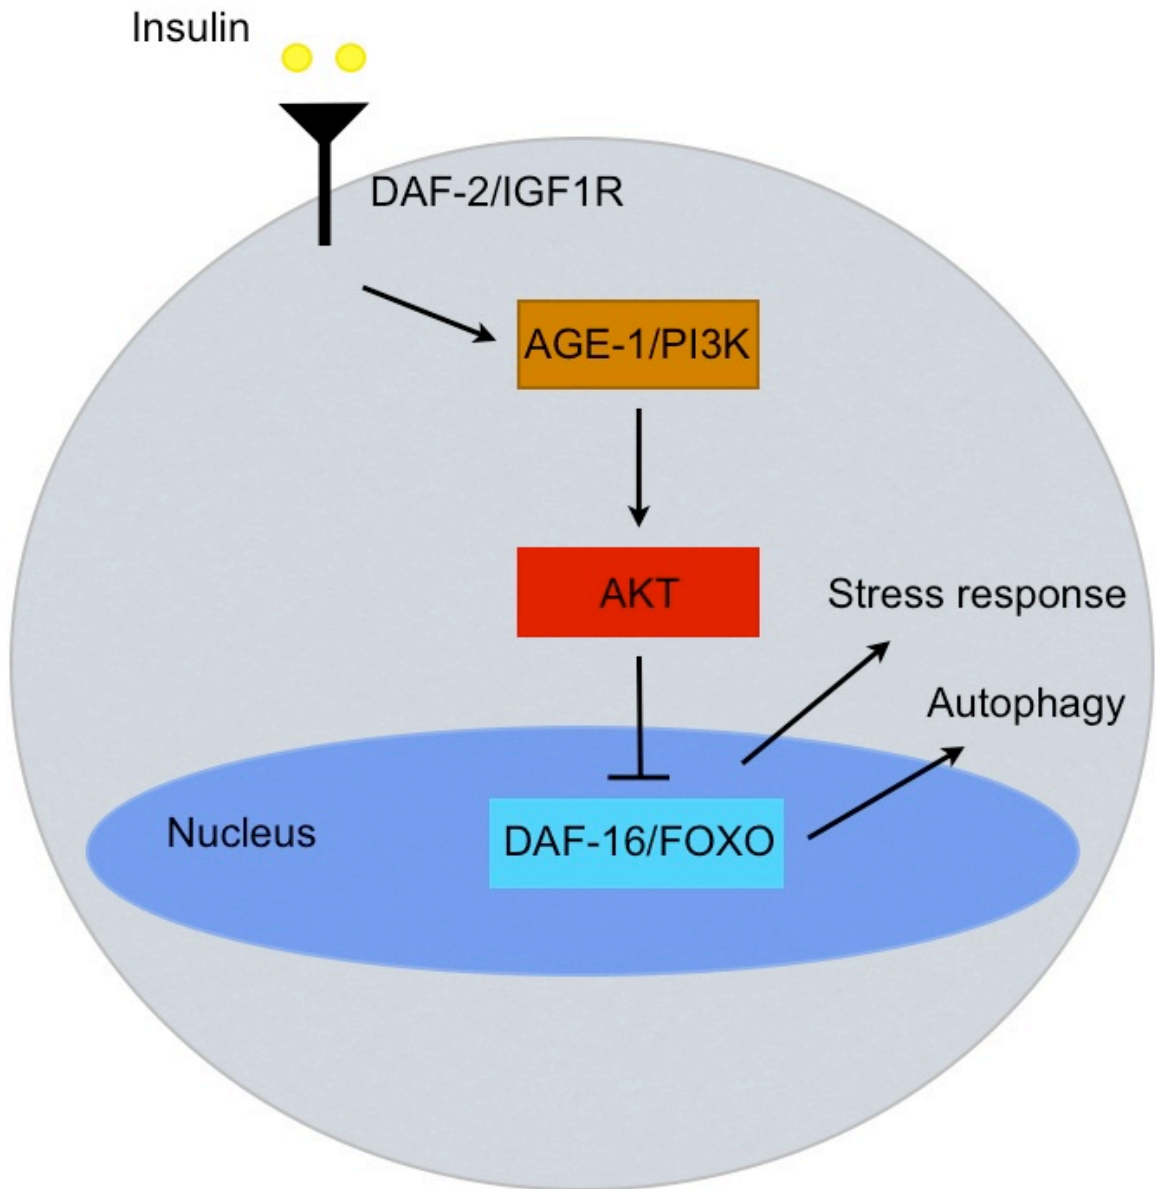 Insulin
DAF-2/IGF1R
AGE-1/PI3K
AKT
Stress response
Autophagy
Nucleus
DAF-16/FOXO